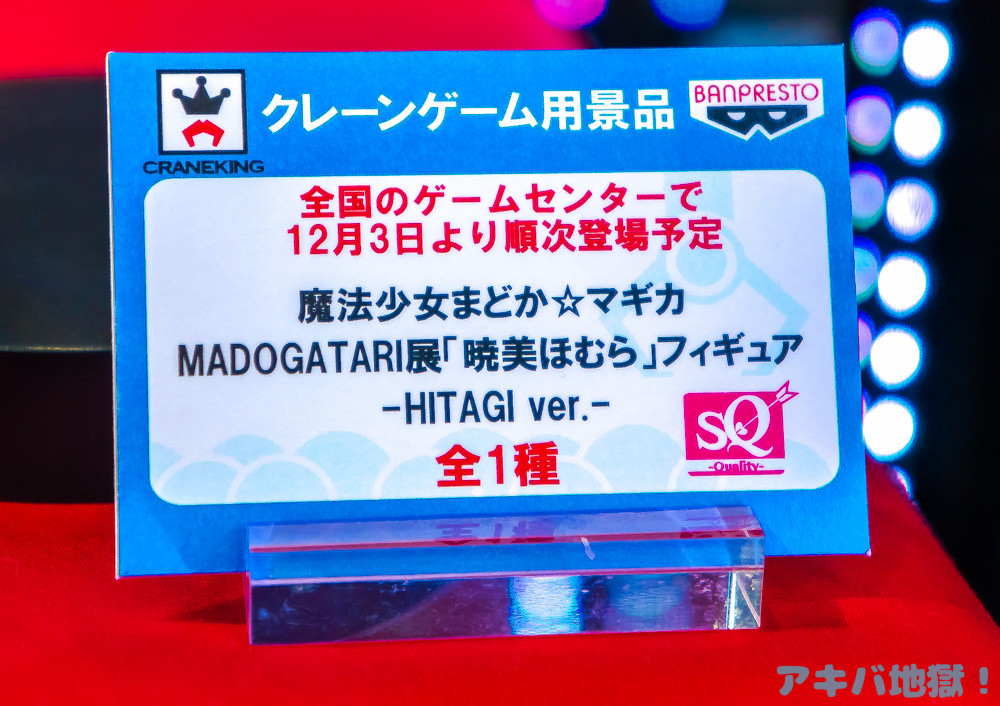 クレーンゲーム用景品
BANPRESTO
CRANEKING
全国のゲームセンターで
12月3日より順次登場予定
魔法少女まどか☆マギカ
MADOGATARI展「暁美ほむら」フィギュア
-HITAGI ver.-
全1種
SQ
-Quality-
アキバ地獄！